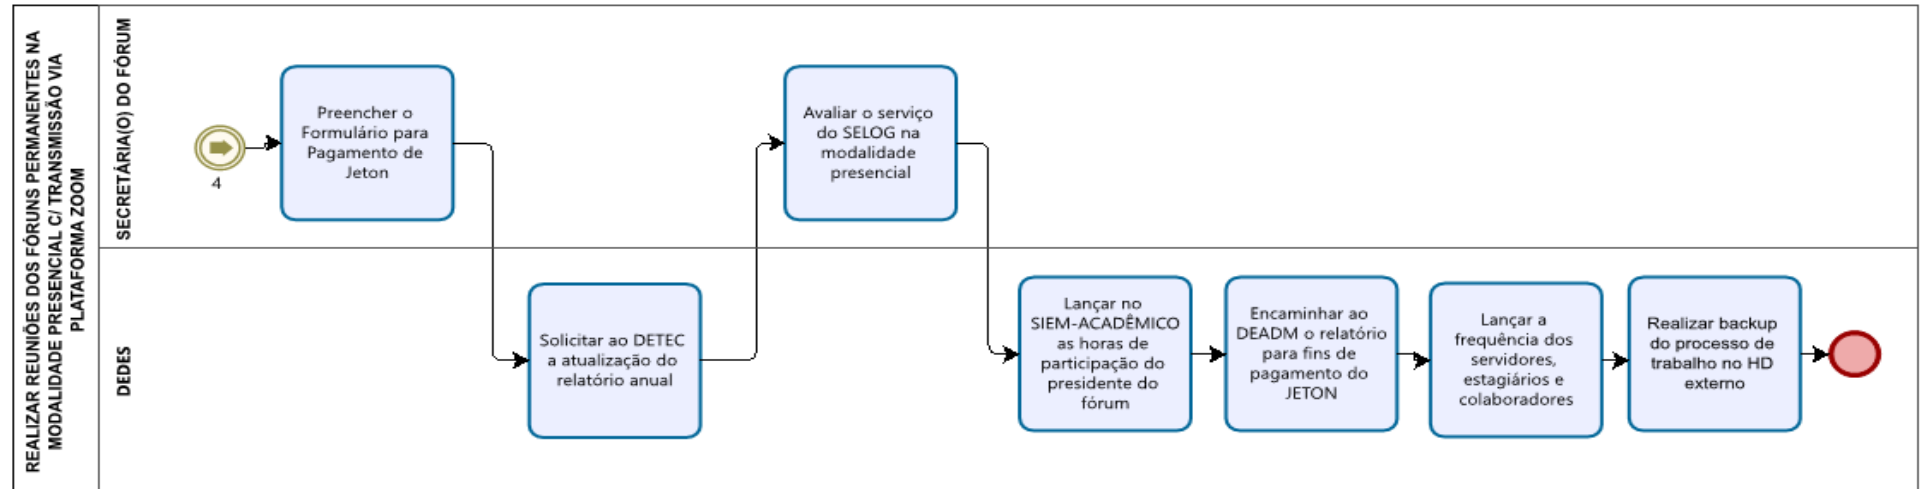 REALIZAR REUNIÕES DOS FÓRUNS PERMANENTES NA
MODALIDADE PRESENCIAL C/ TRANSMISSÃO VIA
PLATAFORMA ZOOM
SECRETÁRIA(O) DO FÓRUM
4
Preencher o
Formulário para
Pagamento de
Jeton
Avaliar o serviço
do SELOG na
modalidade
presencial
DEDES
Solicitar ao DETEC
a atualização do
relatório anual
Lançar no
SIEM-ACADÊMICO
as horas de
participação do
presidente do
fórum
Encaminhar ao
DEADM o relatório
para fins de
pagamento do
JETON
Lançar a
frequência dos
servidores,
estagiários e
colaboradores
Realizar backup
do processo de
trabalho no HD
externo